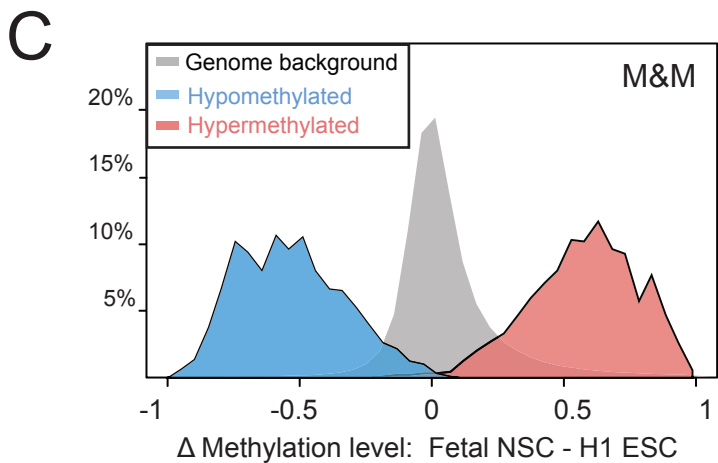 C
Genome background
Hypomethylated
Hypermethylated
M&M
20%
15%
10%
5%
-1 -0.5 0 0.5 1
Δ Methylation level: Fetal NSC - H1 ESC